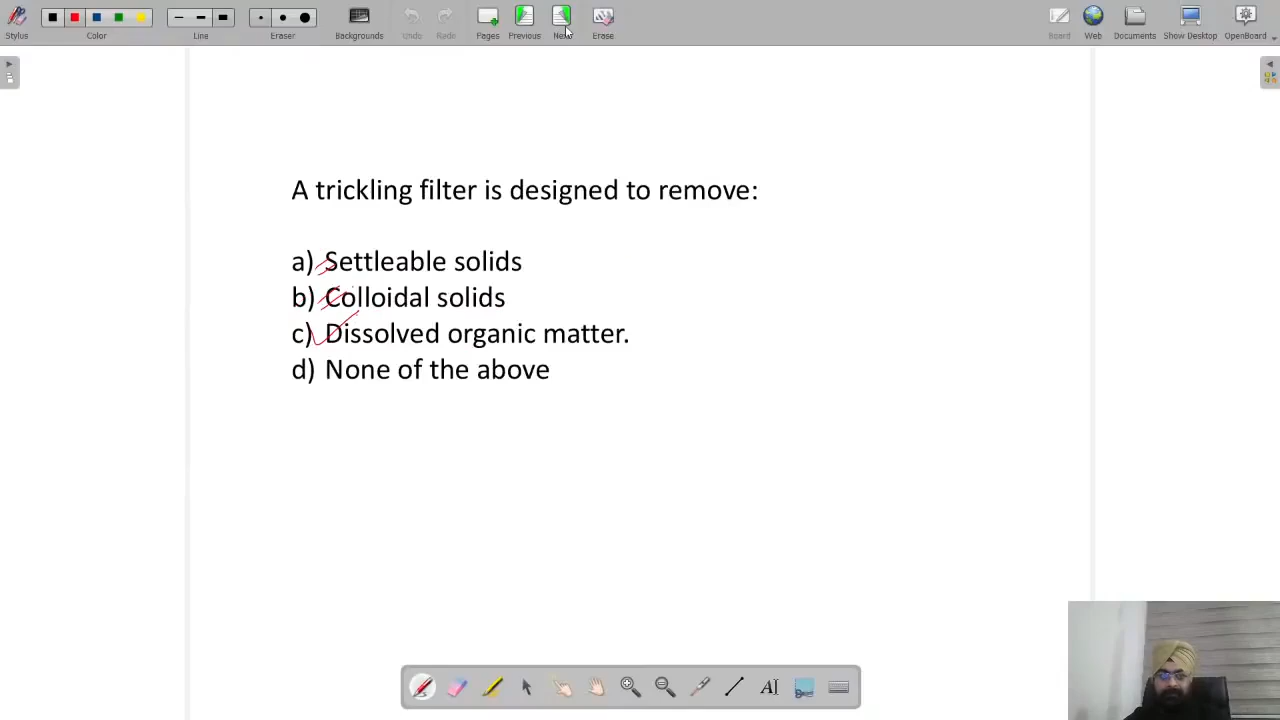 Stylus Color Line Eraser Backgrounds Undo Redo Pages Previous Next Erase Board Web Documents Show Desktop OpenBoard
A trickling filter is designed to remove:
a) Settleable solids
b) Colloidal solids
c) Dissolved organic matter.
d) None of the above
AI